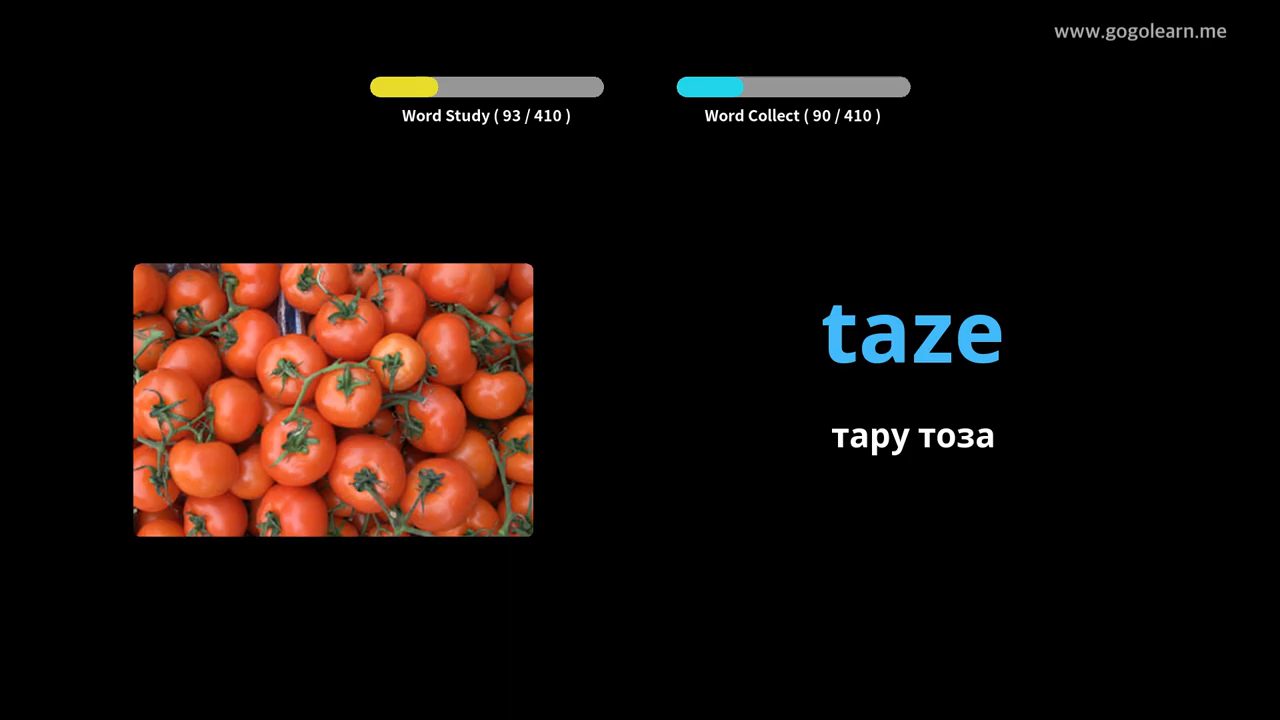 www.gogolearn.me
Word Study ( 93 / 410 )
Word Collect ( 90 / 410 )
taze
тару тоза